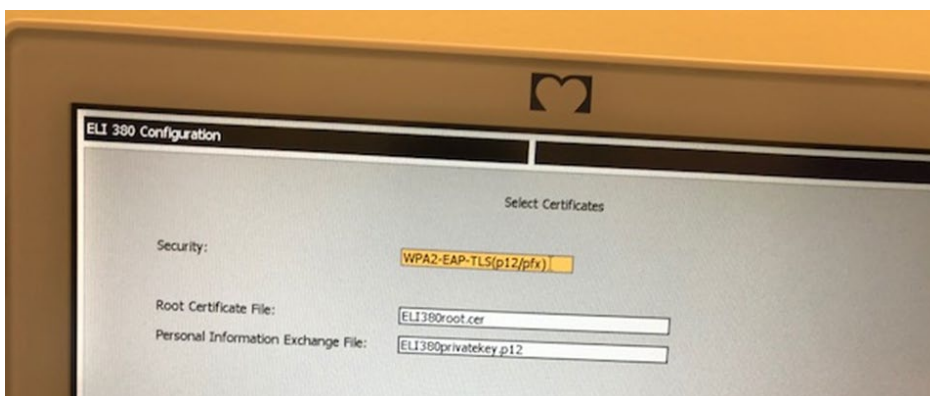 ELI 380 Configuration
Select Certificates
Security: WPA2-EAP-TLS(p12/pfx)
Root Certificate File: ELI380root.cer
Personal Information Exchange File: ELI380privatekey.p12